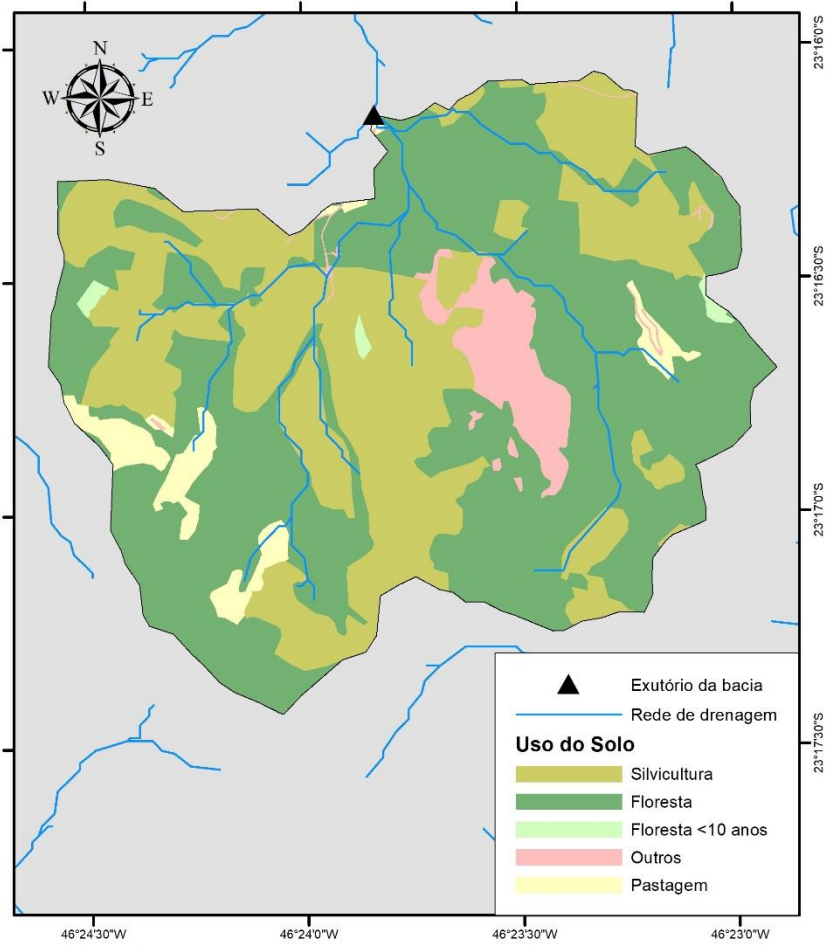 N
W E
S
23°16'0"S
23°16'30"S
23°17'0"S
23°17'30"S
Exutório da bacia
Rede de drenagem
Uso do Solo
Silvicultura
Floresta
Floresta <10 anos
Outros
Pastagem
46°24'30"W 46°24'0"W 46°23'30"W 46°23'0"W